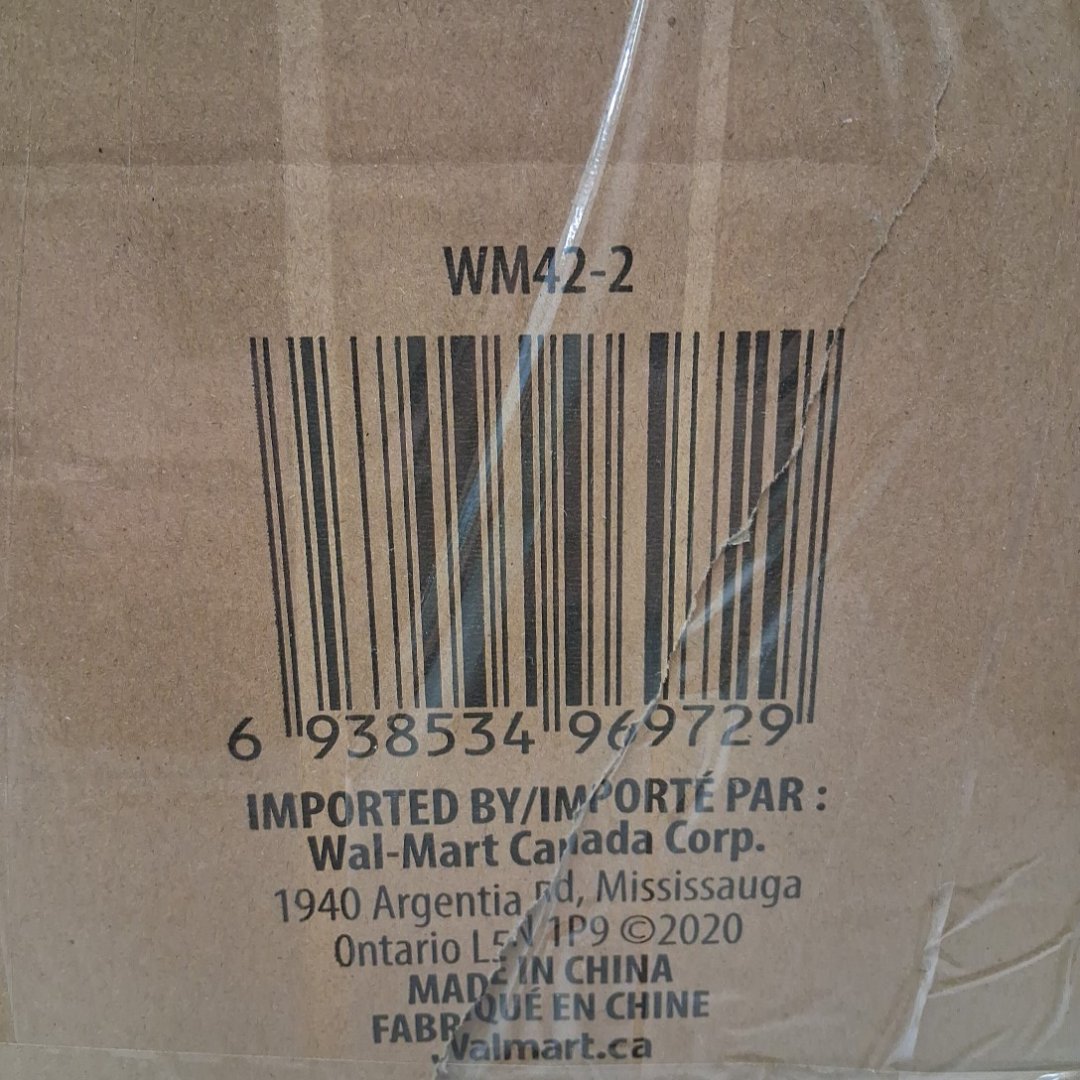 WM42-2
6 938534 969729
IMPORTED BY/IMPORTÉ PAR :
Wal-Mart Canada Corp.
1940 Argentia Rd, Mississauga
Ontario L5N 1P9 ©2020
MADE IN CHINA
FABRIQUÉ EN CHINE
Walmart.ca